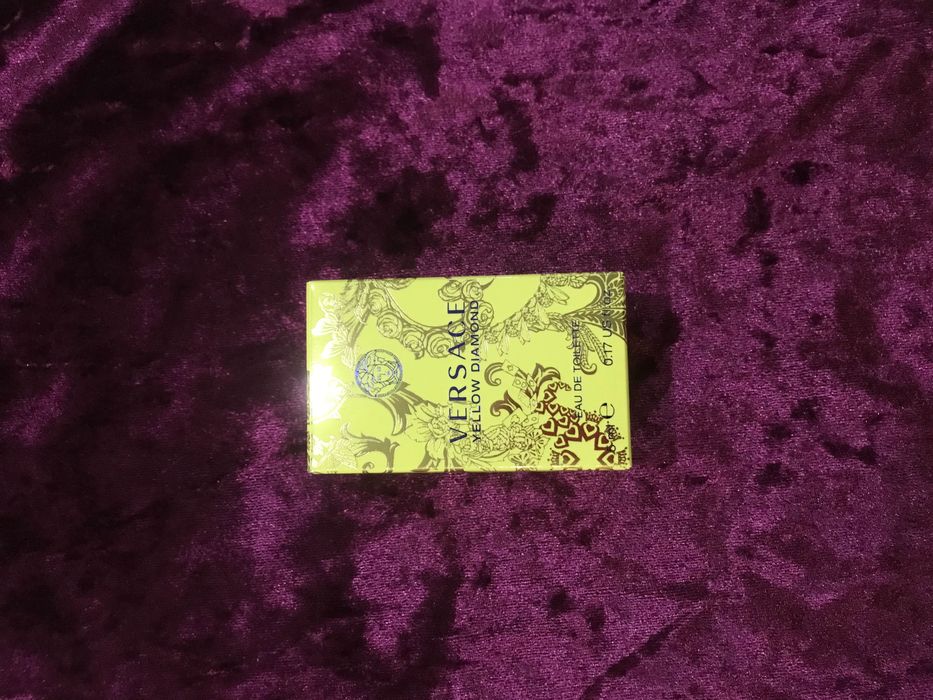 VERSACE
YELLOW DIAMOND
EAU DE TOILETTE
℮ 0.17 US fl oz